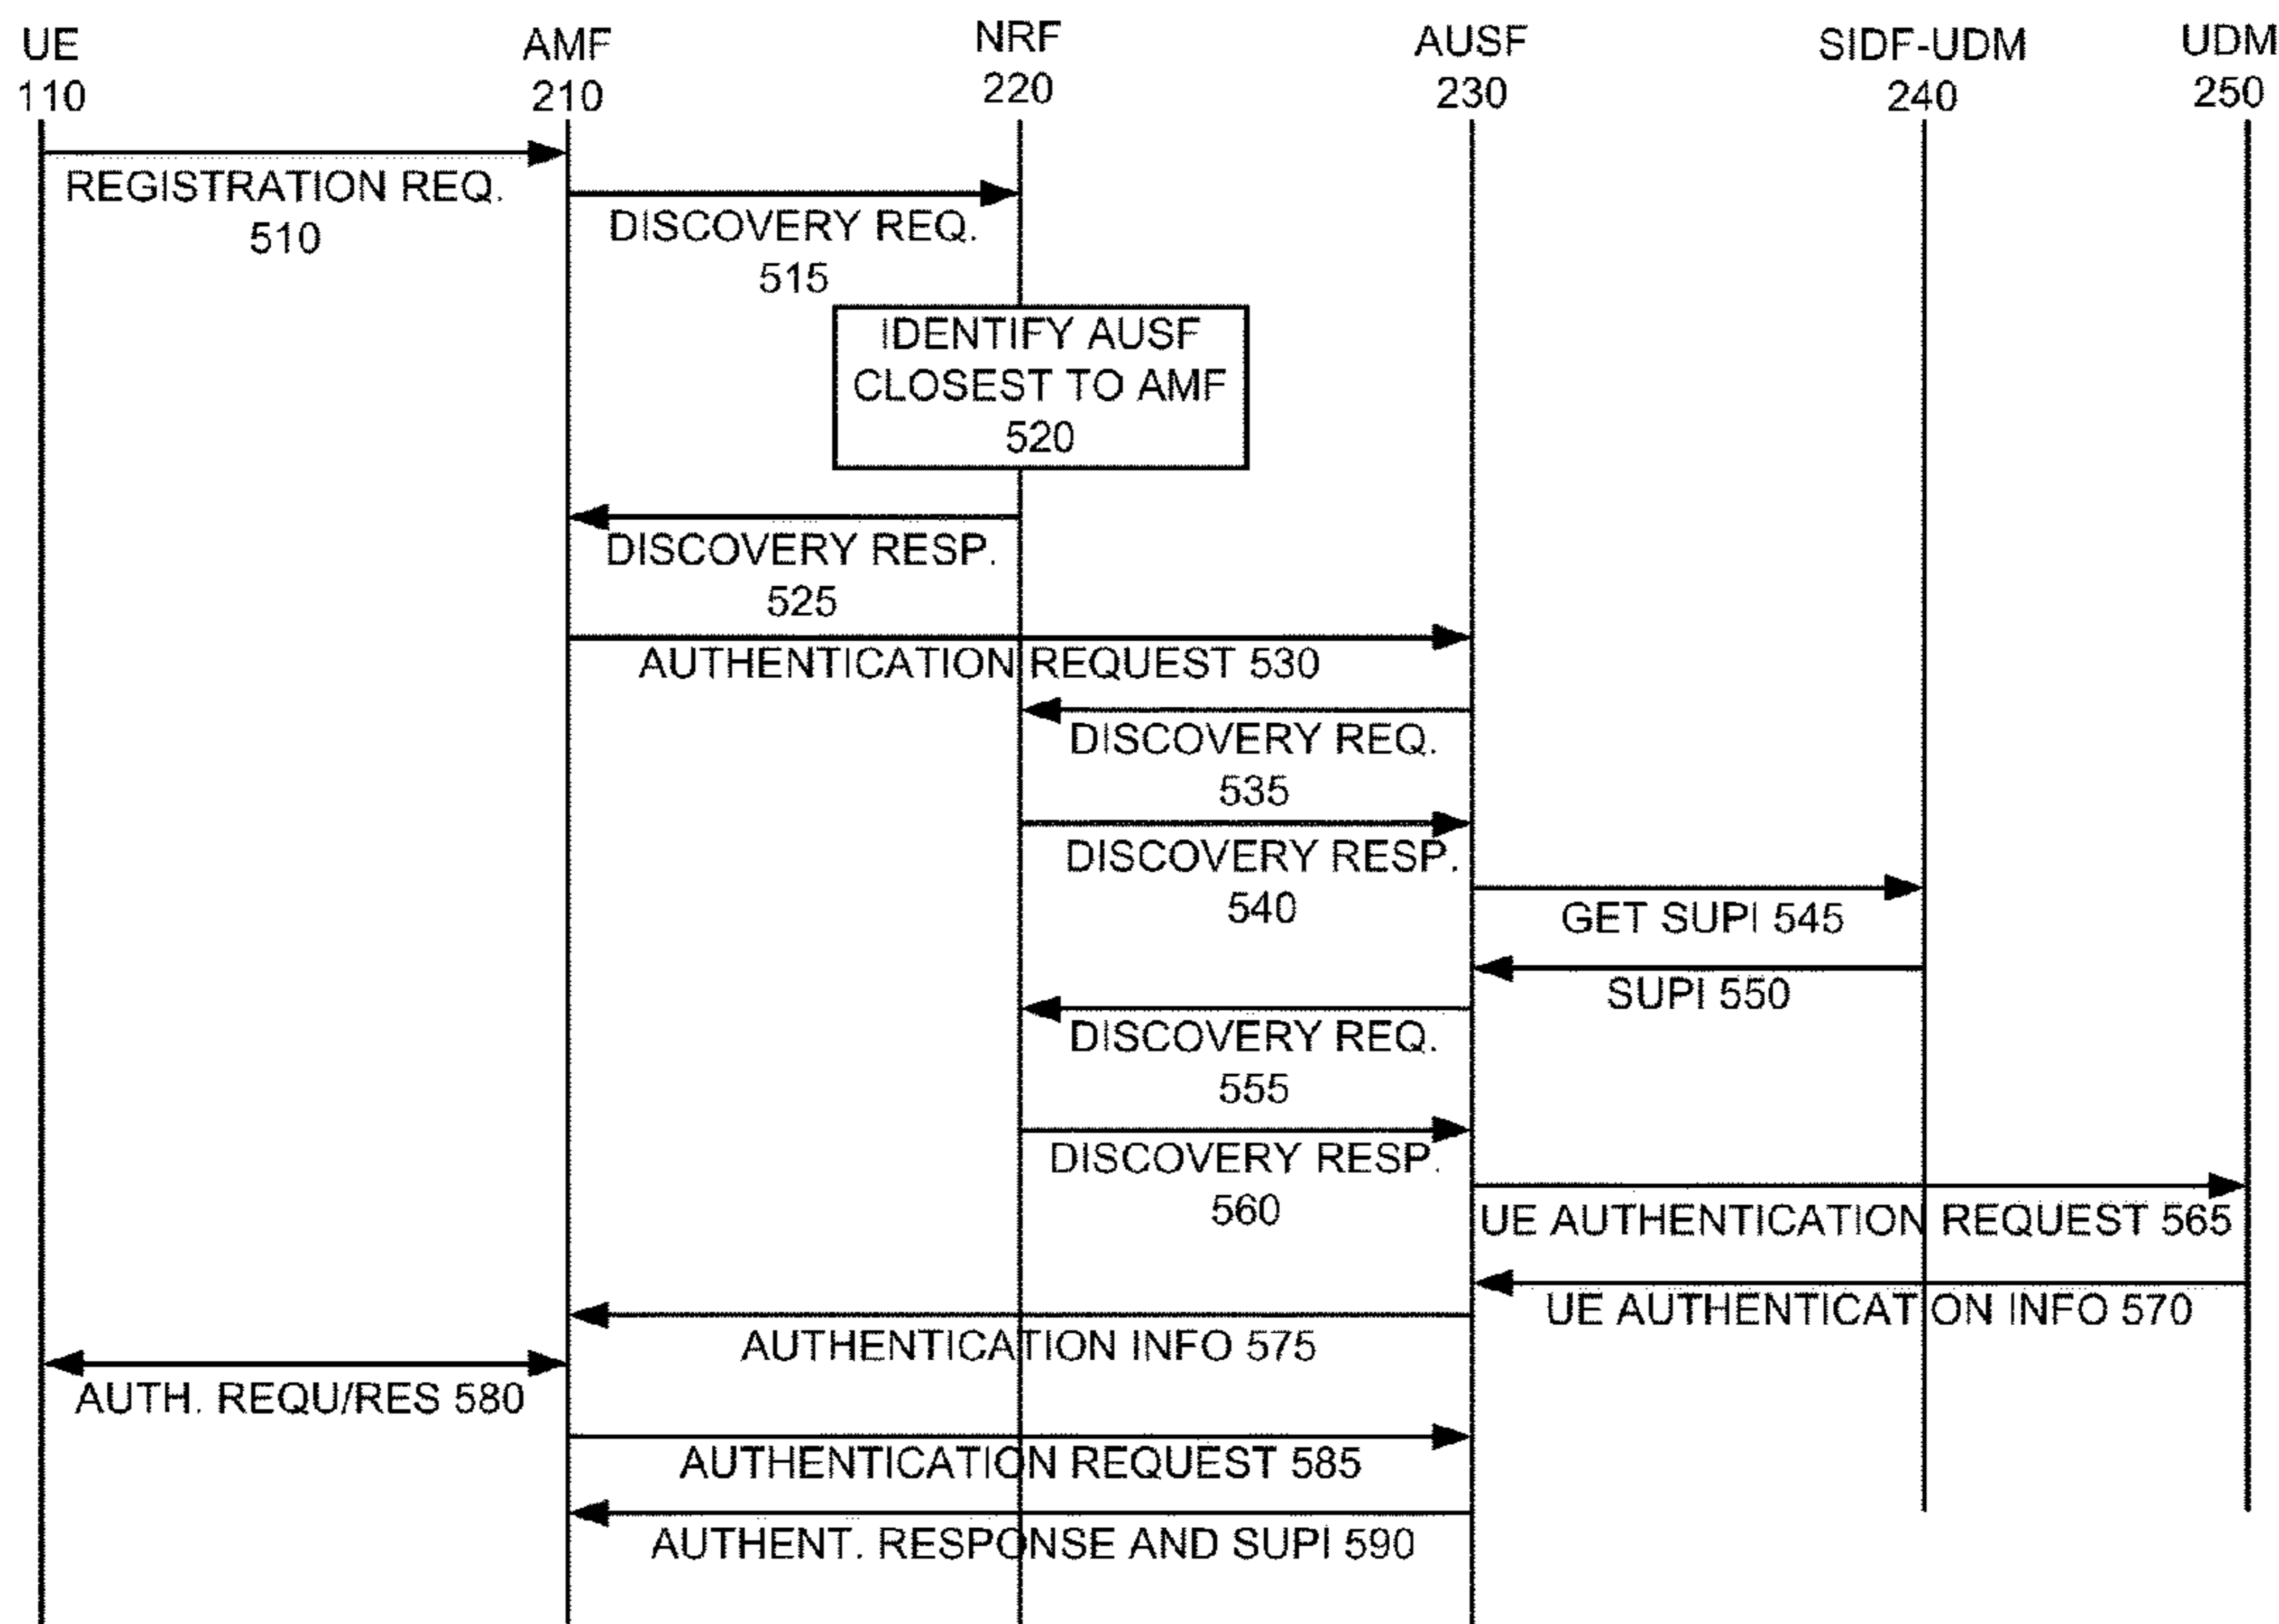 UE
110
AMF
210
NRF
220
AUSF
230
SIDF-UDM
240
UDM
250
REGISTRATION REQ.
510
DISCOVERY REQ.
515
IDENTIFY AUSF
CLOSEST TO AMF
520
DISCOVERY RESP.
525
AUTHENTICATION REQUEST 530
DISCOVERY REQ.
535
DISCOVERY RESP.
540
GET SUPI 545
SUPI 550
DISCOVERY REQ.
555
DISCOVERY RESP.
560
UE AUTHENTICATION REQUEST 565
UE AUTHENTICATION INFO 570
AUTHENTICATION INFO 575
AUTH. REQU/RES 580
AUTHENTICATION REQUEST 585
AUTHENT. RESPONSE AND SUPI 590